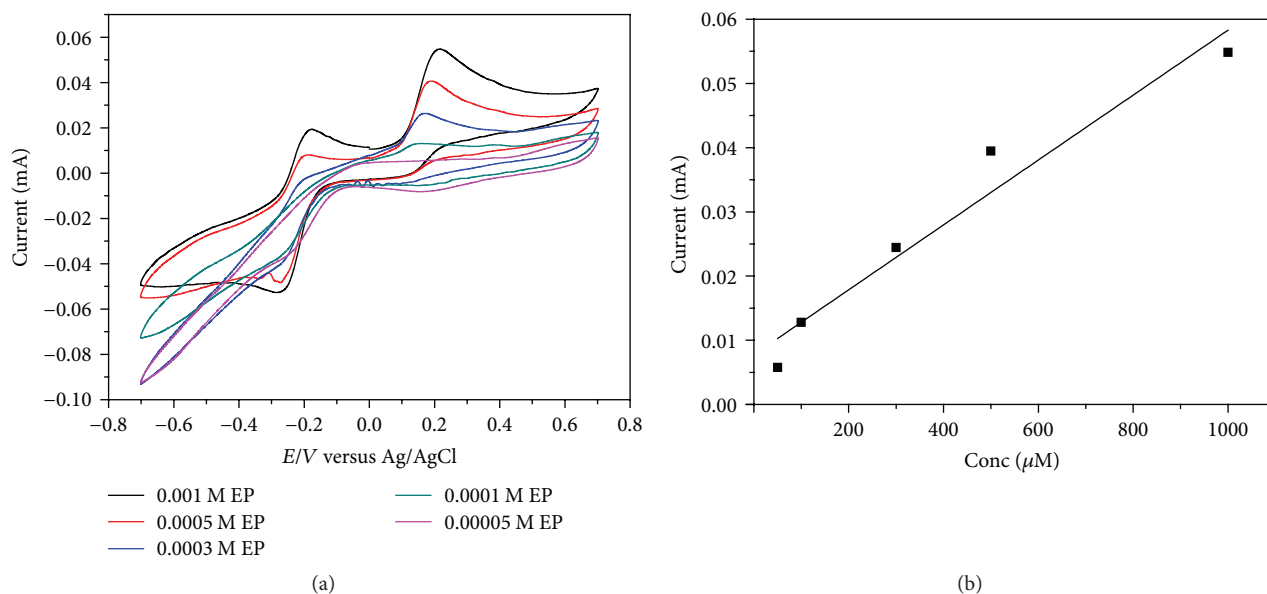 0.06
0.04
0.02
0.00
−0.02
−0.04
−0.06
−0.08
−0.10
Current (mA)
−0.8 −0.6 −0.4 −0.2 0.0 0.2 0.4 0.6 0.8
E/V versus Ag/AgCl
0.001 M EP
0.0005 M EP
0.0003 M EP
0.0001 M EP
0.00005 M EP
(a)
0.06
0.05
0.04
0.03
0.02
0.01
0.00
Current (mA)
200 400 600 800 1000
Conc (μM)
(b)